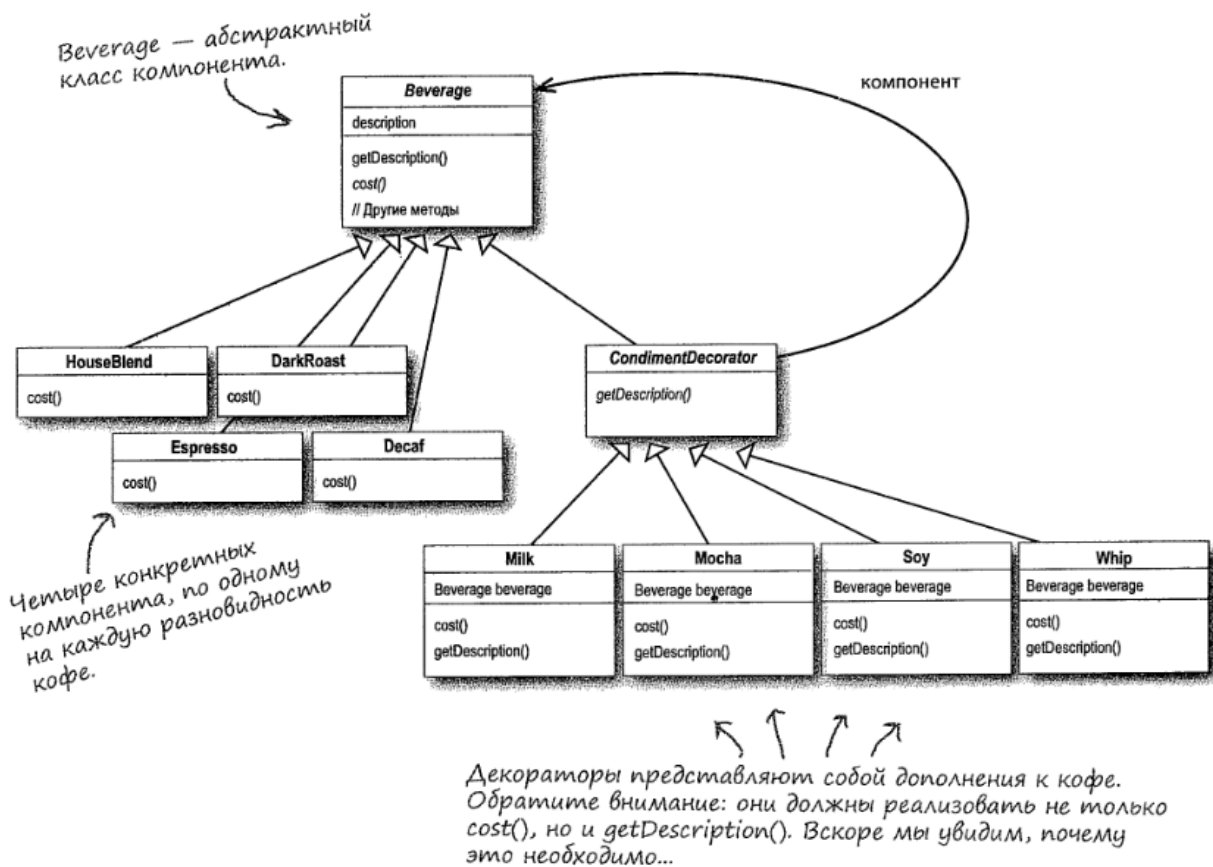 Beverage — абстрактный
класс компонента.
Beverage
description
getDescription()
cost()
// Другие методы
компонент
HouseBlend
cost()
DarkRoast
cost()
Espresso
cost()
Decaf
cost()
CondimentDecorator
getDescription()
Четыре конкретных
компонента, по одному
на каждую разновидность
кофе.
Milk
Beverage beverage
cost()
getDescription()
Mocha
Beverage beverage
cost()
getDescription()
Soy
Beverage beverage
cost()
getDescription()
Whip
Beverage beverage
cost()
getDescription()
Декораторы представляют собой дополнения к кофе.
Обратите внимание: они должны реализовать не только
cost(), но и getDescription(). Вскоре мы увидим, почему
это необходимо...